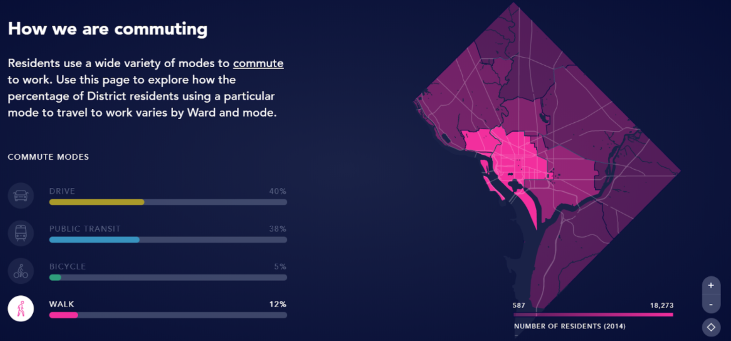 How we are commuting
Residents use a wide variety of modes to commute
to work. Use this page to explore how the
percentage of District residents using a particular
mode to travel to work varies by Ward and mode.
COMMUTE MODES
DRIVE 40%
PUBLIC TRANSIT 38%
BICYCLE 5%
WALK 12%
587 18,273
NUMBER OF RESIDENTS (2014)
+
-